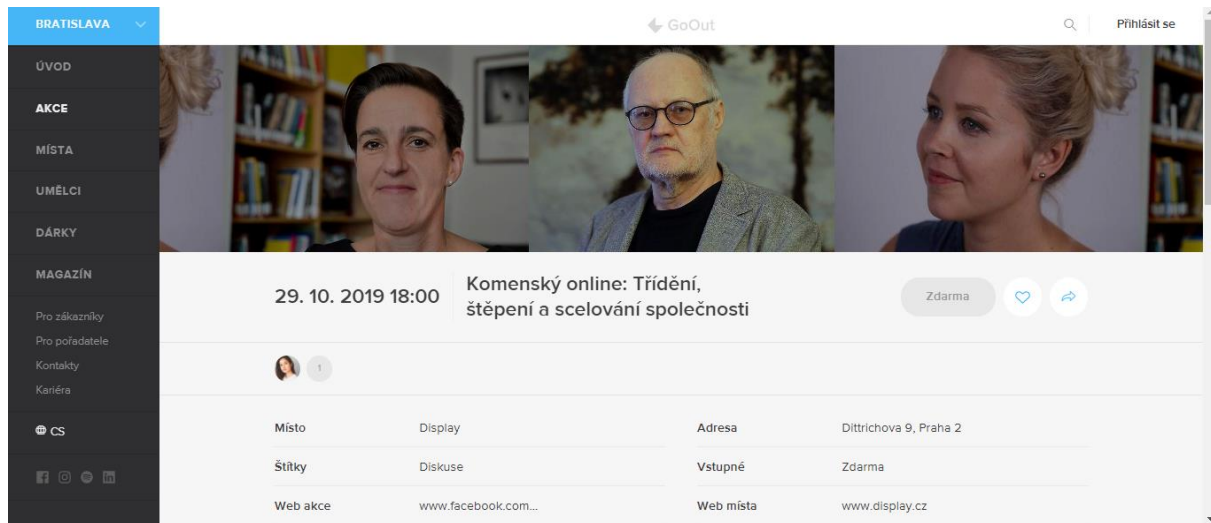 BRATISLAVA
GoOut
Přihlásit se
ÚVOD
AKCE
MÍSTA
UMĚLCI
DÁRKY
MAGAZÍN
Pro zákazníky
Pro pořadatele
Kontakty
Kariéra
CS
29. 10. 2019 18:00
Komenský online: Třídění,
štěpení a scelování společnosti
Zdarma
1
Místo Display Adresa Dittrichova 9, Praha 2
Štítky Diskuse Vstupné Zdarma
Web akce www.facebook.com... Web místa www.display.cz